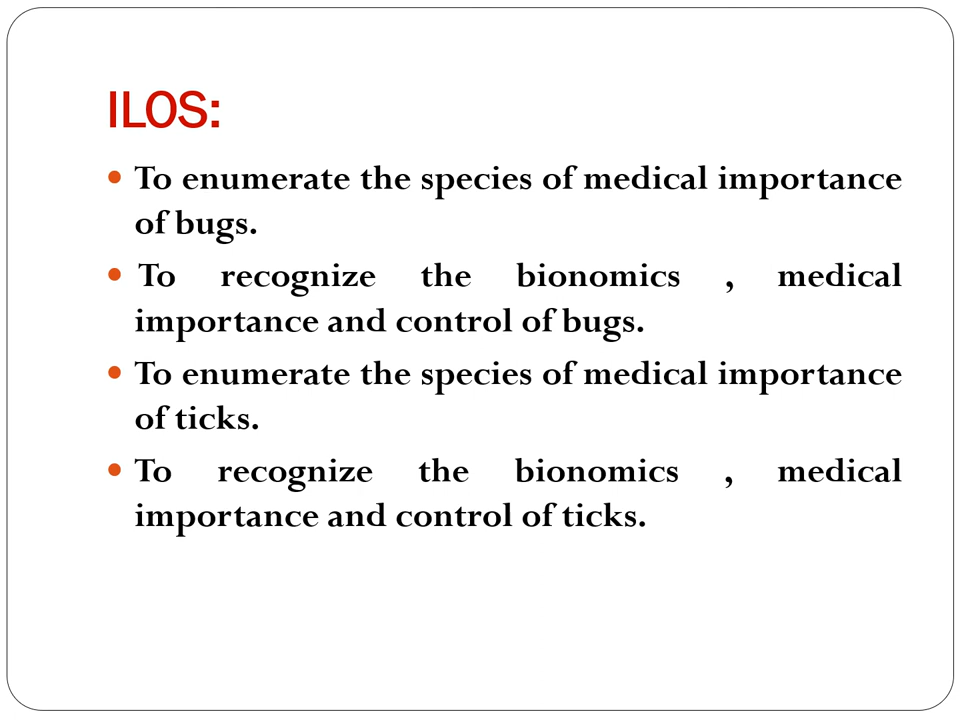 ILOS:
• To enumerate the species of medical importance
of bugs.
• To recognize the bionomics , medical
importance and control of bugs.
• To enumerate the species of medical importance
of ticks.
• To recognize the bionomics , medical
importance and control of ticks.